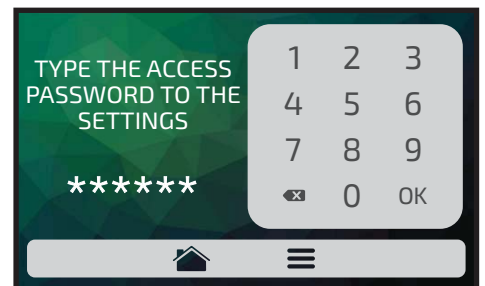 TYPE THE ACCESS
PASSWORD TO THE
SETTINGS
******
1 2 3
4 5 6
7 8 9
0 OK